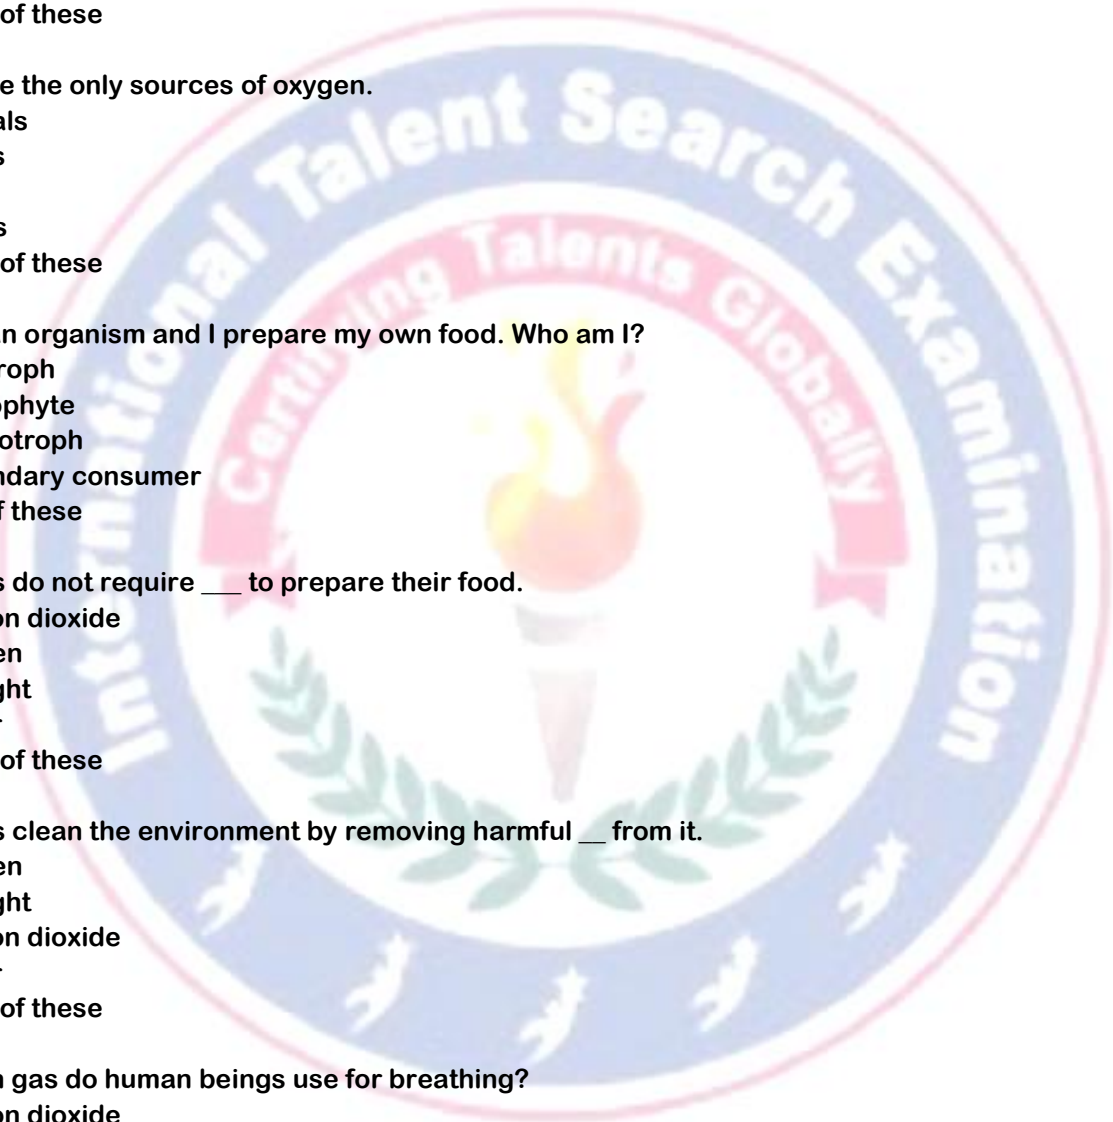 of these
e the only sources of oxygen.
als
s
s
of these
n organism and I prepare my own food. Who am I?
roph
ophyte
otroph
ndary consumer
f these
s do not require ___ to prepare their food.
on dioxide
en
ght
r
of these
s clean the environment by removing harmful __ from it.
en
ght
on dioxide
r
of these
n gas do human beings use for breathing?
on dioxide
International Talent Search Examination
Certifying Talents Globally